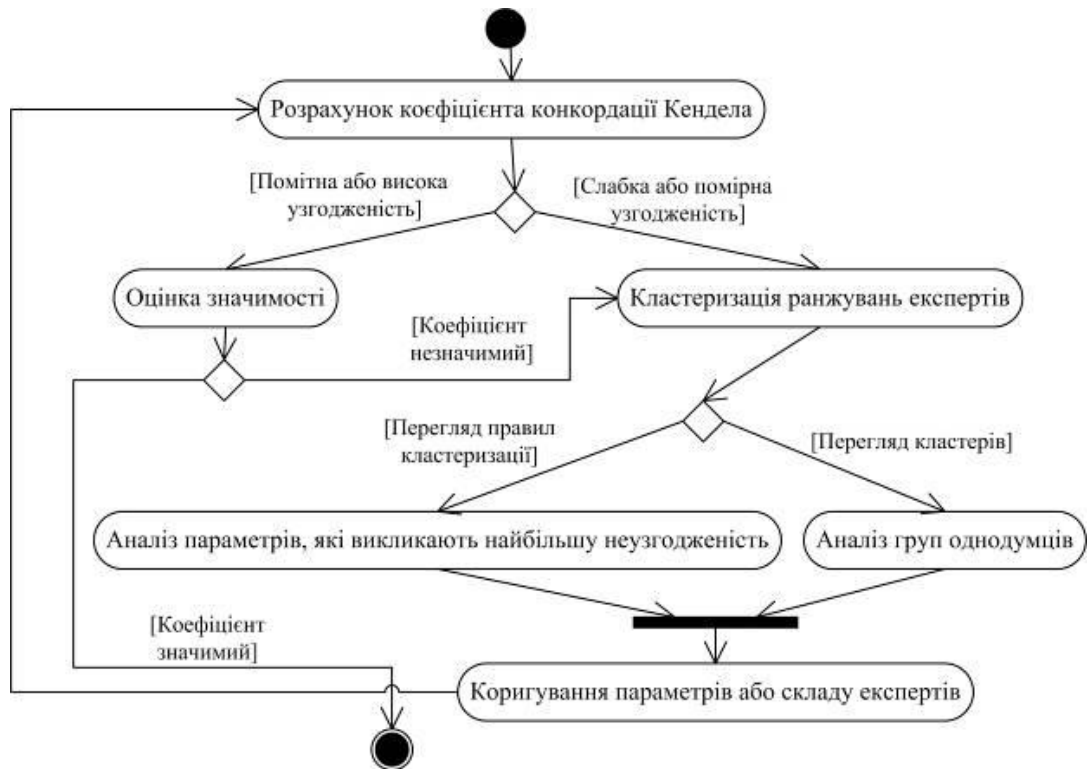 Розрахунок коєфіцієнта конкордації Кендела
[Помітна або висока
узгодженість]
[Слабка або помірна
узгодженість]
Оцінка значимості
Кластеризація ранжувань експертів
[Коефіцієнт
незначимий]
[Перегляд правил
кластеризації]
[Перегляд кластерів]
Аналіз параметрів, які викликають найбільшу неузгодженість
Аналіз груп однодумців
[Коефіцієнт
значимий]
Коригування параметрів або складу експертів